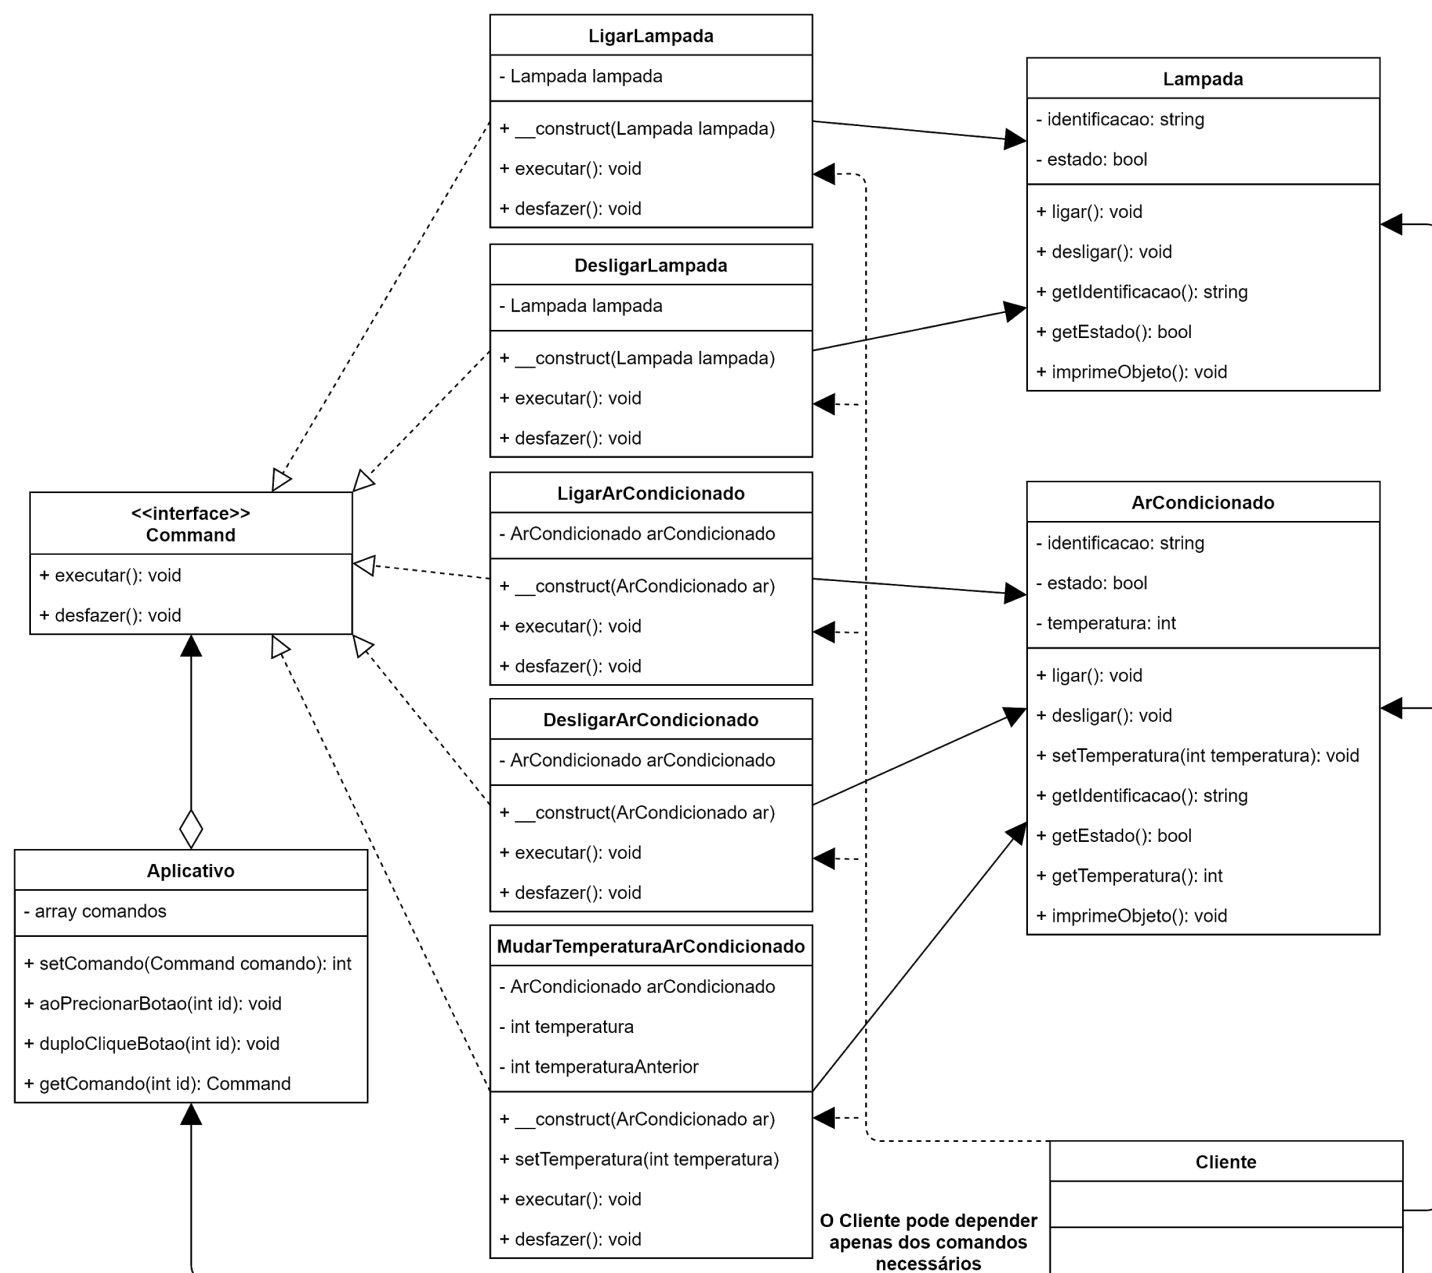 LigarLampada
- Lampada lampada
+ __construct(Lampada lampada)
+ executar(): void
+ desfazer(): void
DesligarLampada
- Lampada lampada
+ __construct(Lampada lampada)
+ executar(): void
+ desfazer(): void
LigarArCondicionado
- ArCondicionado arCondicionado
+ __construct(ArCondicionado ar)
+ executar(): void
+ desfazer(): void
DesligarArCondicionado
- ArCondicionado arCondicionado
+ __construct(ArCondicionado ar)
+ executar(): void
+ desfazer(): void
MudarTemperaturaArCondicionado
- ArCondicionado arCondicionado
- int temperatura
- int temperaturaAnterior
+ __construct(ArCondicionado ar)
+ setTemperatura(int temperatura)
+ executar(): void
+ desfazer(): void
<<interface>>
Command
+ executar(): void
+ desfazer(): void
Aplicativo
- array comandos
+ setComando(Command comando): int
+ aoPrecionarBotao(int id): void
+ duploCliqueBotao(int id): void
+ getComando(int id): Command
Lampada
- identificacao: string
- estado: bool
+ ligar(): void
+ desligar(): void
+ getIdentificacao(): string
+ getEstado(): bool
+ imprimeObjeto(): void
ArCondicionado
- identificacao: string
- estado: bool
- temperatura: int
+ ligar(): void
+ desligar(): void
+ setTemperatura(int temperatura): void
+ getIdentificacao(): string
+ getEstado(): bool
+ getTemperatura(): int
+ imprimeObjeto(): void
Cliente
O Cliente pode depender
apenas dos comandos
necessários